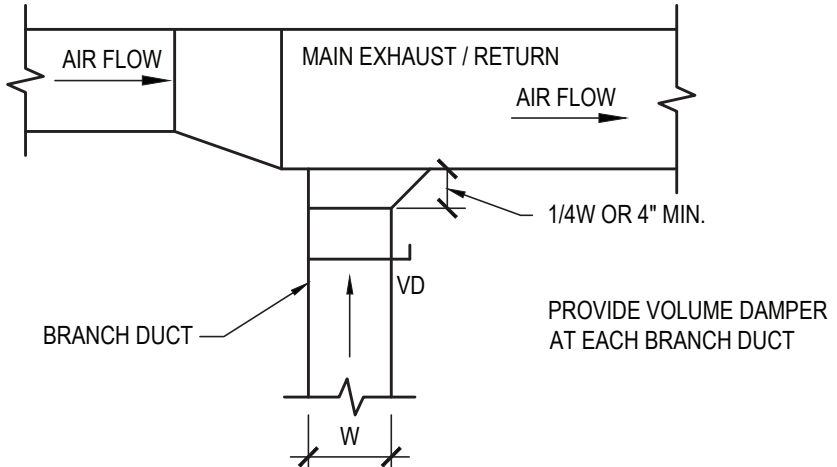 AIR FLOW
MAIN EXHAUST / RETURN
AIR FLOW
1/4W OR 4" MIN.
VD
BRANCH DUCT
PROVIDE VOLUME DAMPER
AT EACH BRANCH DUCT
W